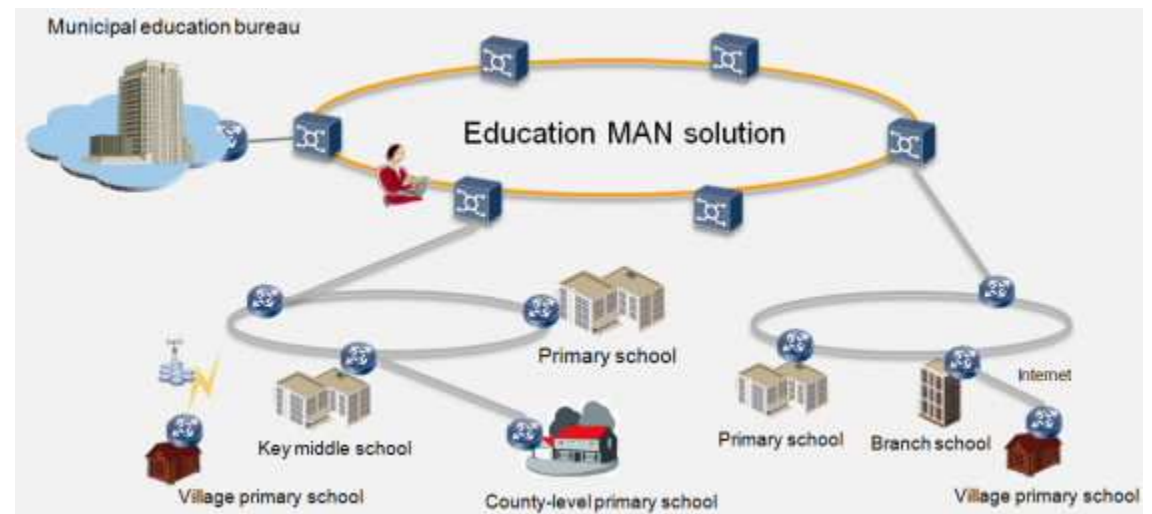 Municipal education bureau
Education MAN solution
Primary school
Internet
Key middle school
Primary school
Branch school
Village primary school
County-level primary school
Village primary school